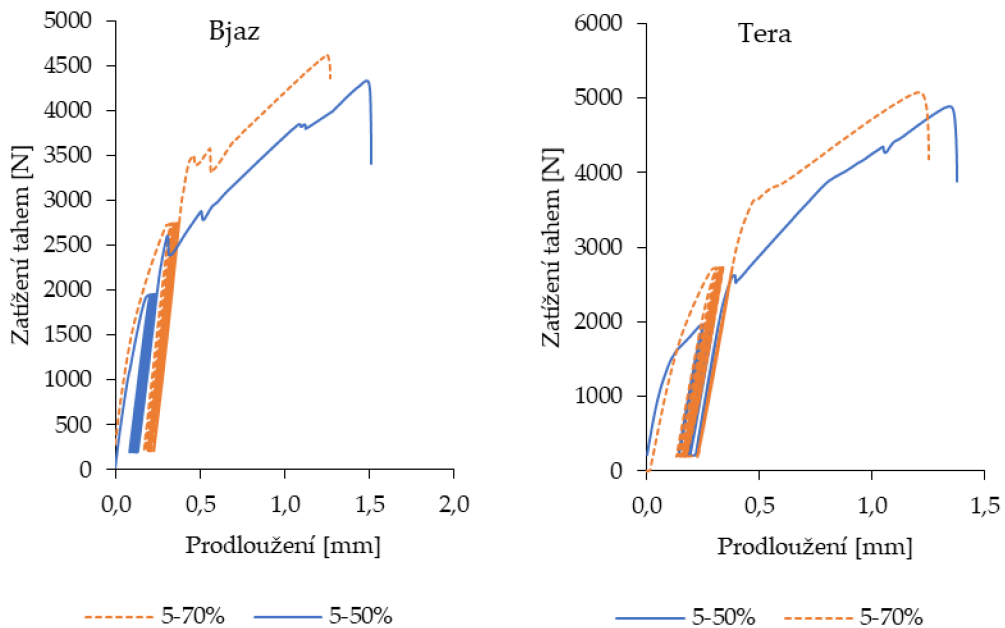 Bjaz
Zatížení tahem [N]
5000
4500
4000
3500
3000
2500
2000
1500
1000
500
0
0,0 0,5 1,0 1,5 2,0
Prodloužení [mm]
5-70% 5-50%
Tera
Zatížení tahem [N]
6000
5000
4000
3000
2000
1000
0
0,0 0,5 1,0 1,5
Prodloužení [mm]
5-50% 5-70%